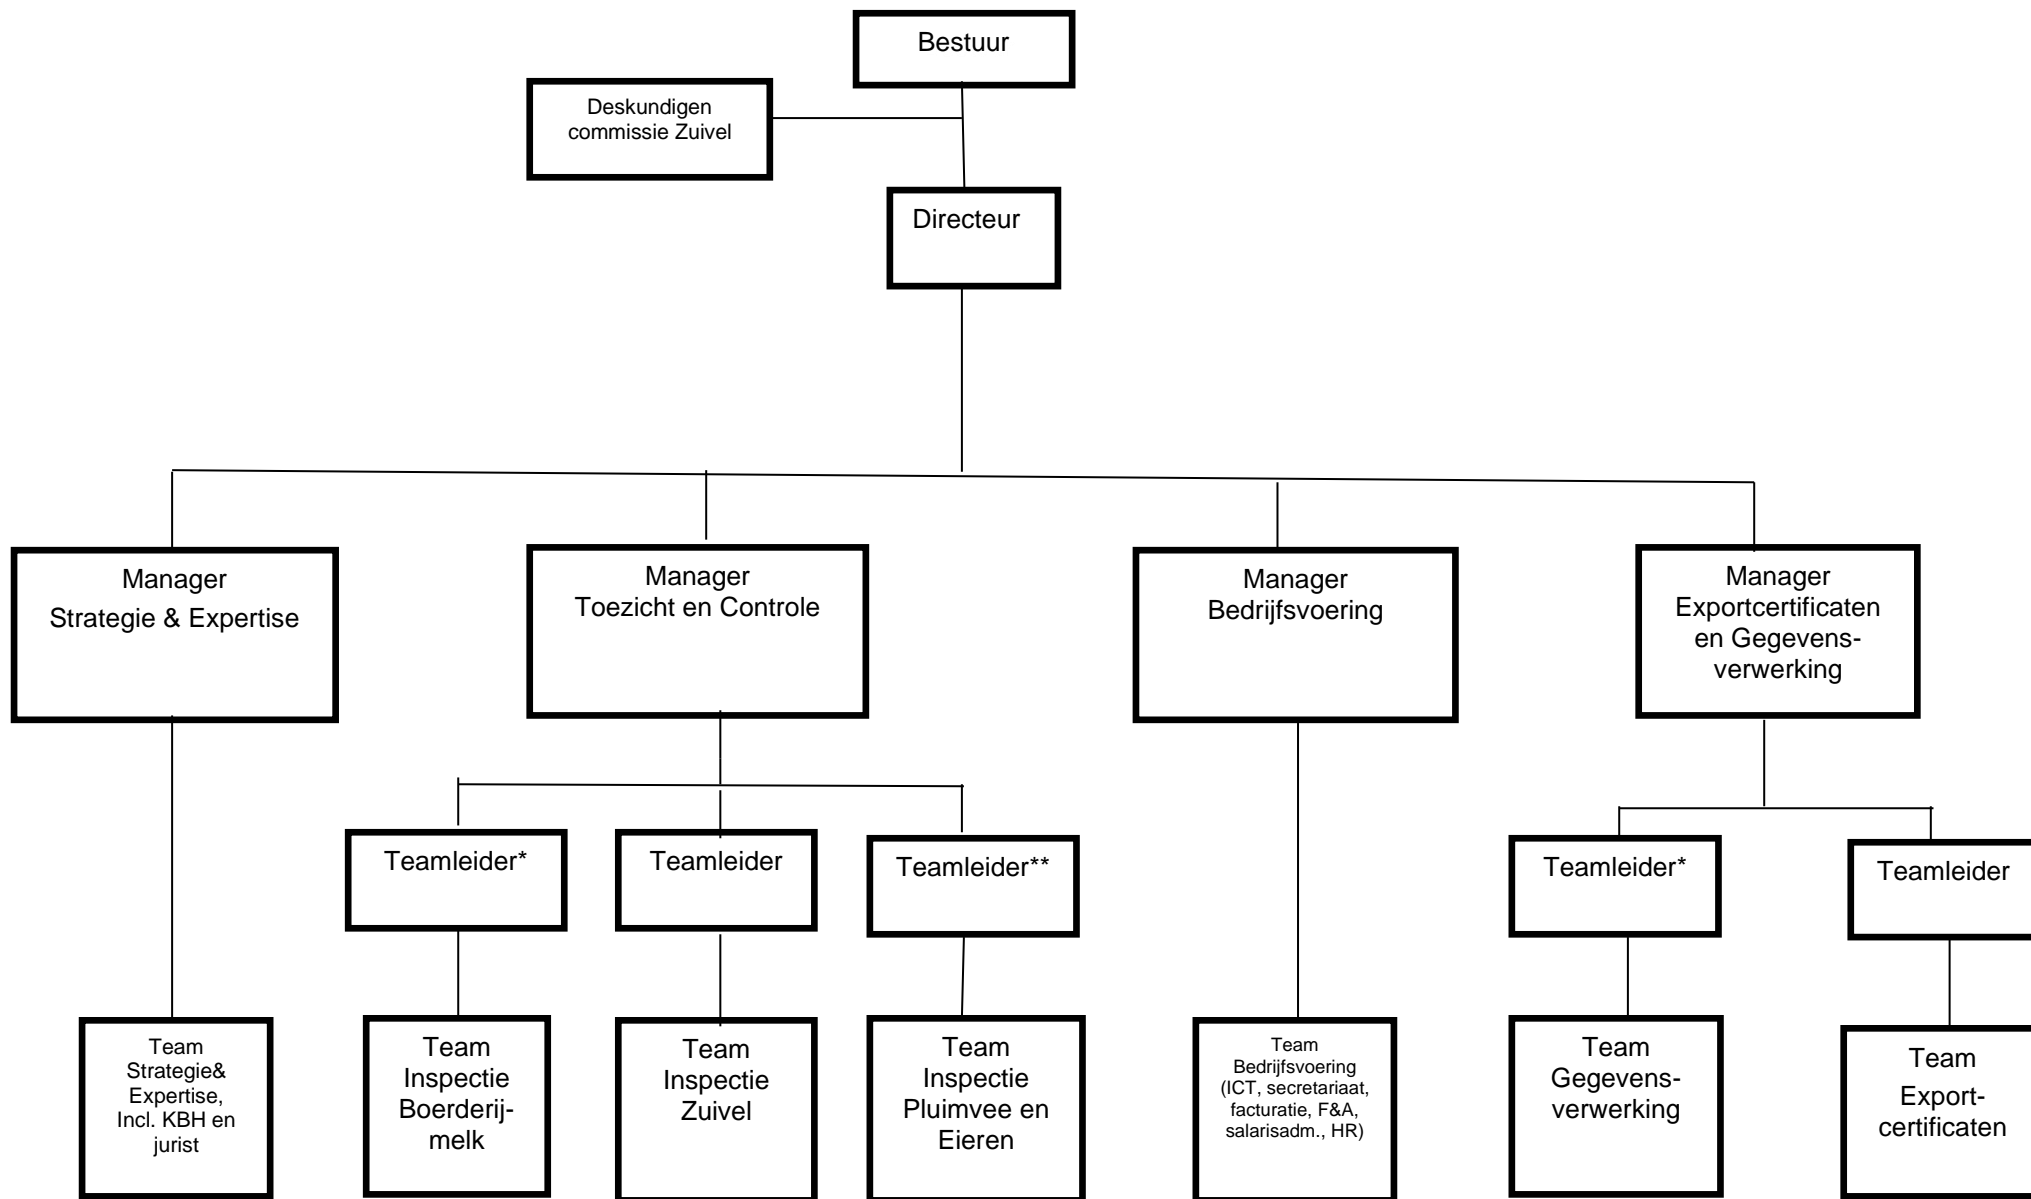 Bestuur
Deskundigen
commissie Zuivel
Directeur
Manager
Strategie & Expertise
Manager
Toezicht en Controle
Manager
Bedrijfsvoering
Manager
Exportcertificaten
en Gegevens-
verwerking
Teamleider*
Teamleider
Teamleider**
Teamleider*
Teamleider
Team
Strategie&
Expertise,
Incl. KBH en
jurist
Team
Inspectie
Boerderij-
melk
Team
Inspectie
Zuivel
Team
Inspectie
Pluimvee en
Eieren
Team
Bedrijfsvoering
(ICT, secretariaat,
facturatie, F&A,
salarisadm., HR)
Team
Gegevens-
verwerking
Team
Export-
certificaten